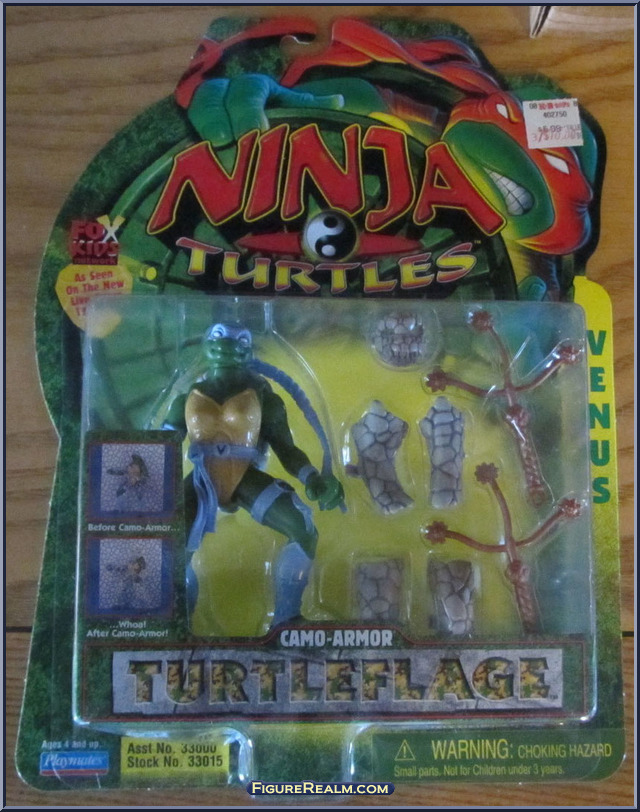 NINJA
TURTLES
FOX
KIDS
As Seen
On The New
402750
VENUS
Before Camo-Armor...
...Whoa!
After Camo-Armor!
V
CAMO-ARMOR
TURTLEFLAGE
Ages 4 and up.
Playmates
Asst No. 33000
Stock No. 33015
WARNING: CHOKING HAZARD
Small parts. Not for Children under 3 years.
FIGUREREALM.COM